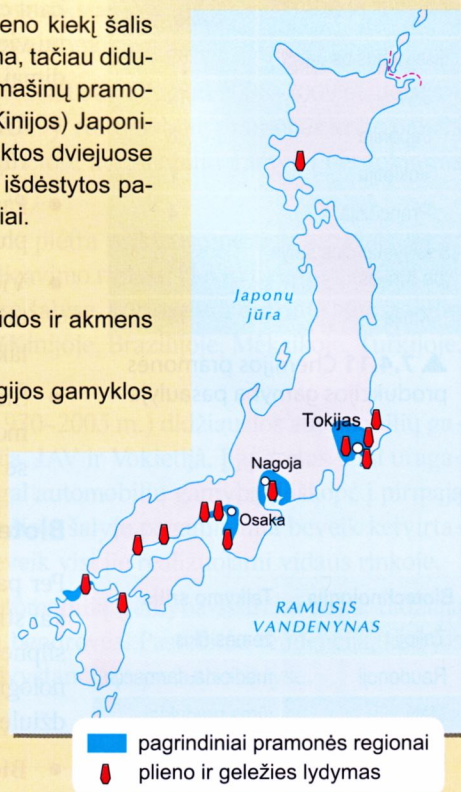 eno kiekį šalis
na, tačiau didu-
mašinų pramo-
Kinijos) Japoni-
ktos dviejuose
išdėstytos pa-
iai.
idos ir akmens
gijos gamyklos
Japonų
jūra
Tokijas
Nagoja
Osaka
RAMUSIS
VANDENYNAS
pagrindiniai pramonės regionai
plieno ir geležies lydymas